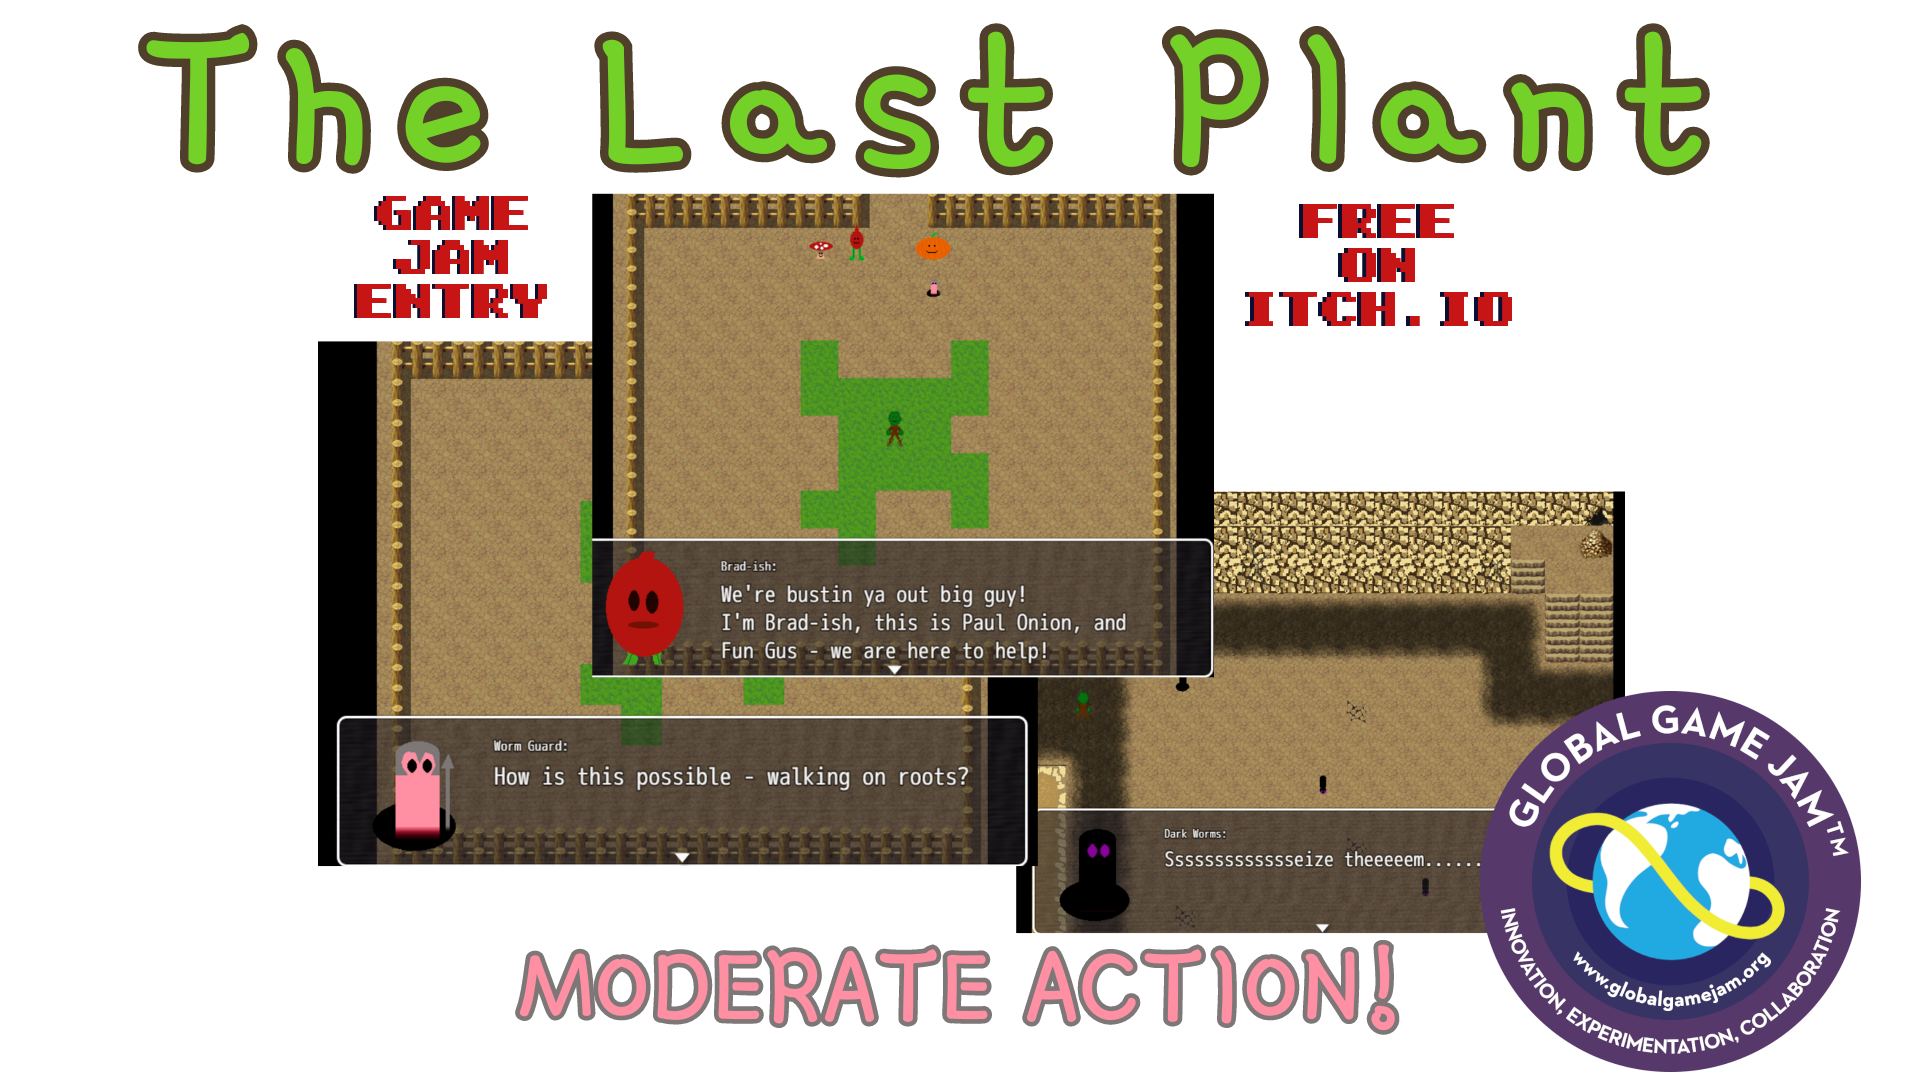 The Last Plant
GAME
JAM
ENTRY
FREE
ON
ITCH.IO
Brad-ish:
We're bustin ya out big guy!
I'm Brad-ish, this is Paul Onion, and
Fun Gus - we are here to help!
Worm Guard:
How is this possible - walking on roots?
Dark Worms:
Sssssssssssseize theeeeem......
GLOBAL GAME JAM™
www.globalgamejam.org
INNOVATION, EXPERIMENTATION, COLLABORATION
MODERATE ACTION!